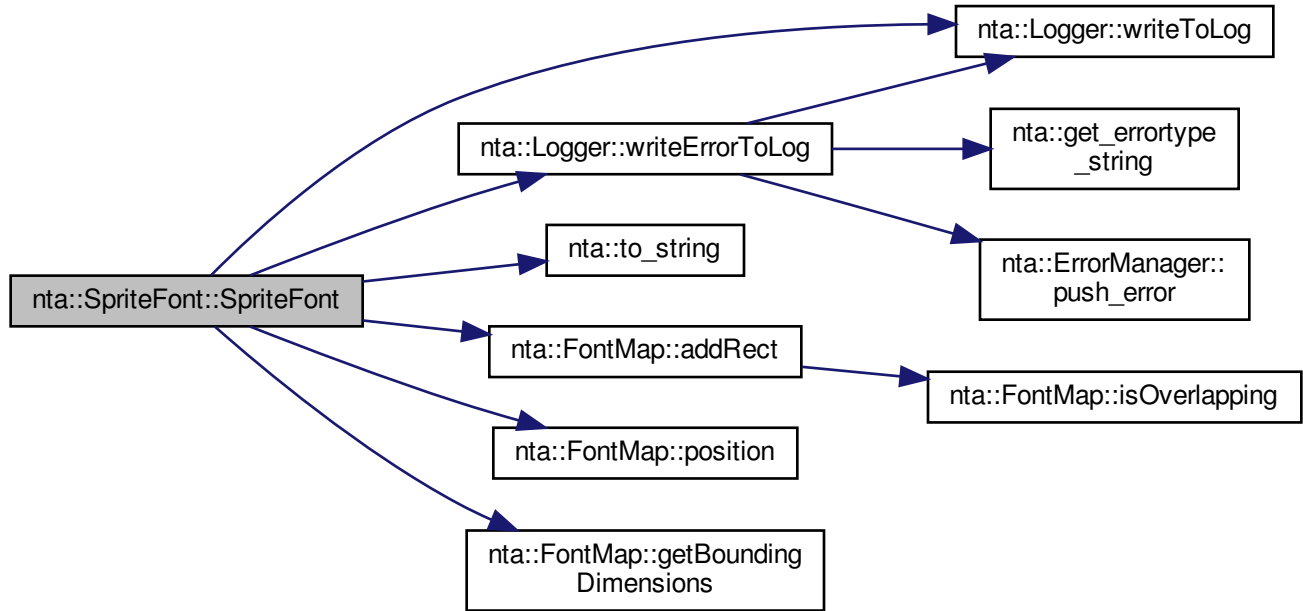 nta::Logger::writeToLog
nta::Logger::writeErrorToLog
nta::get_errortype
_string
nta::to_string
nta::ErrorManager::
push_error
nta::SpriteFont::SpriteFont
nta::FontMap::addRect
nta::FontMap::isOverlapping
nta::FontMap::position
nta::FontMap::getBounding
Dimensions